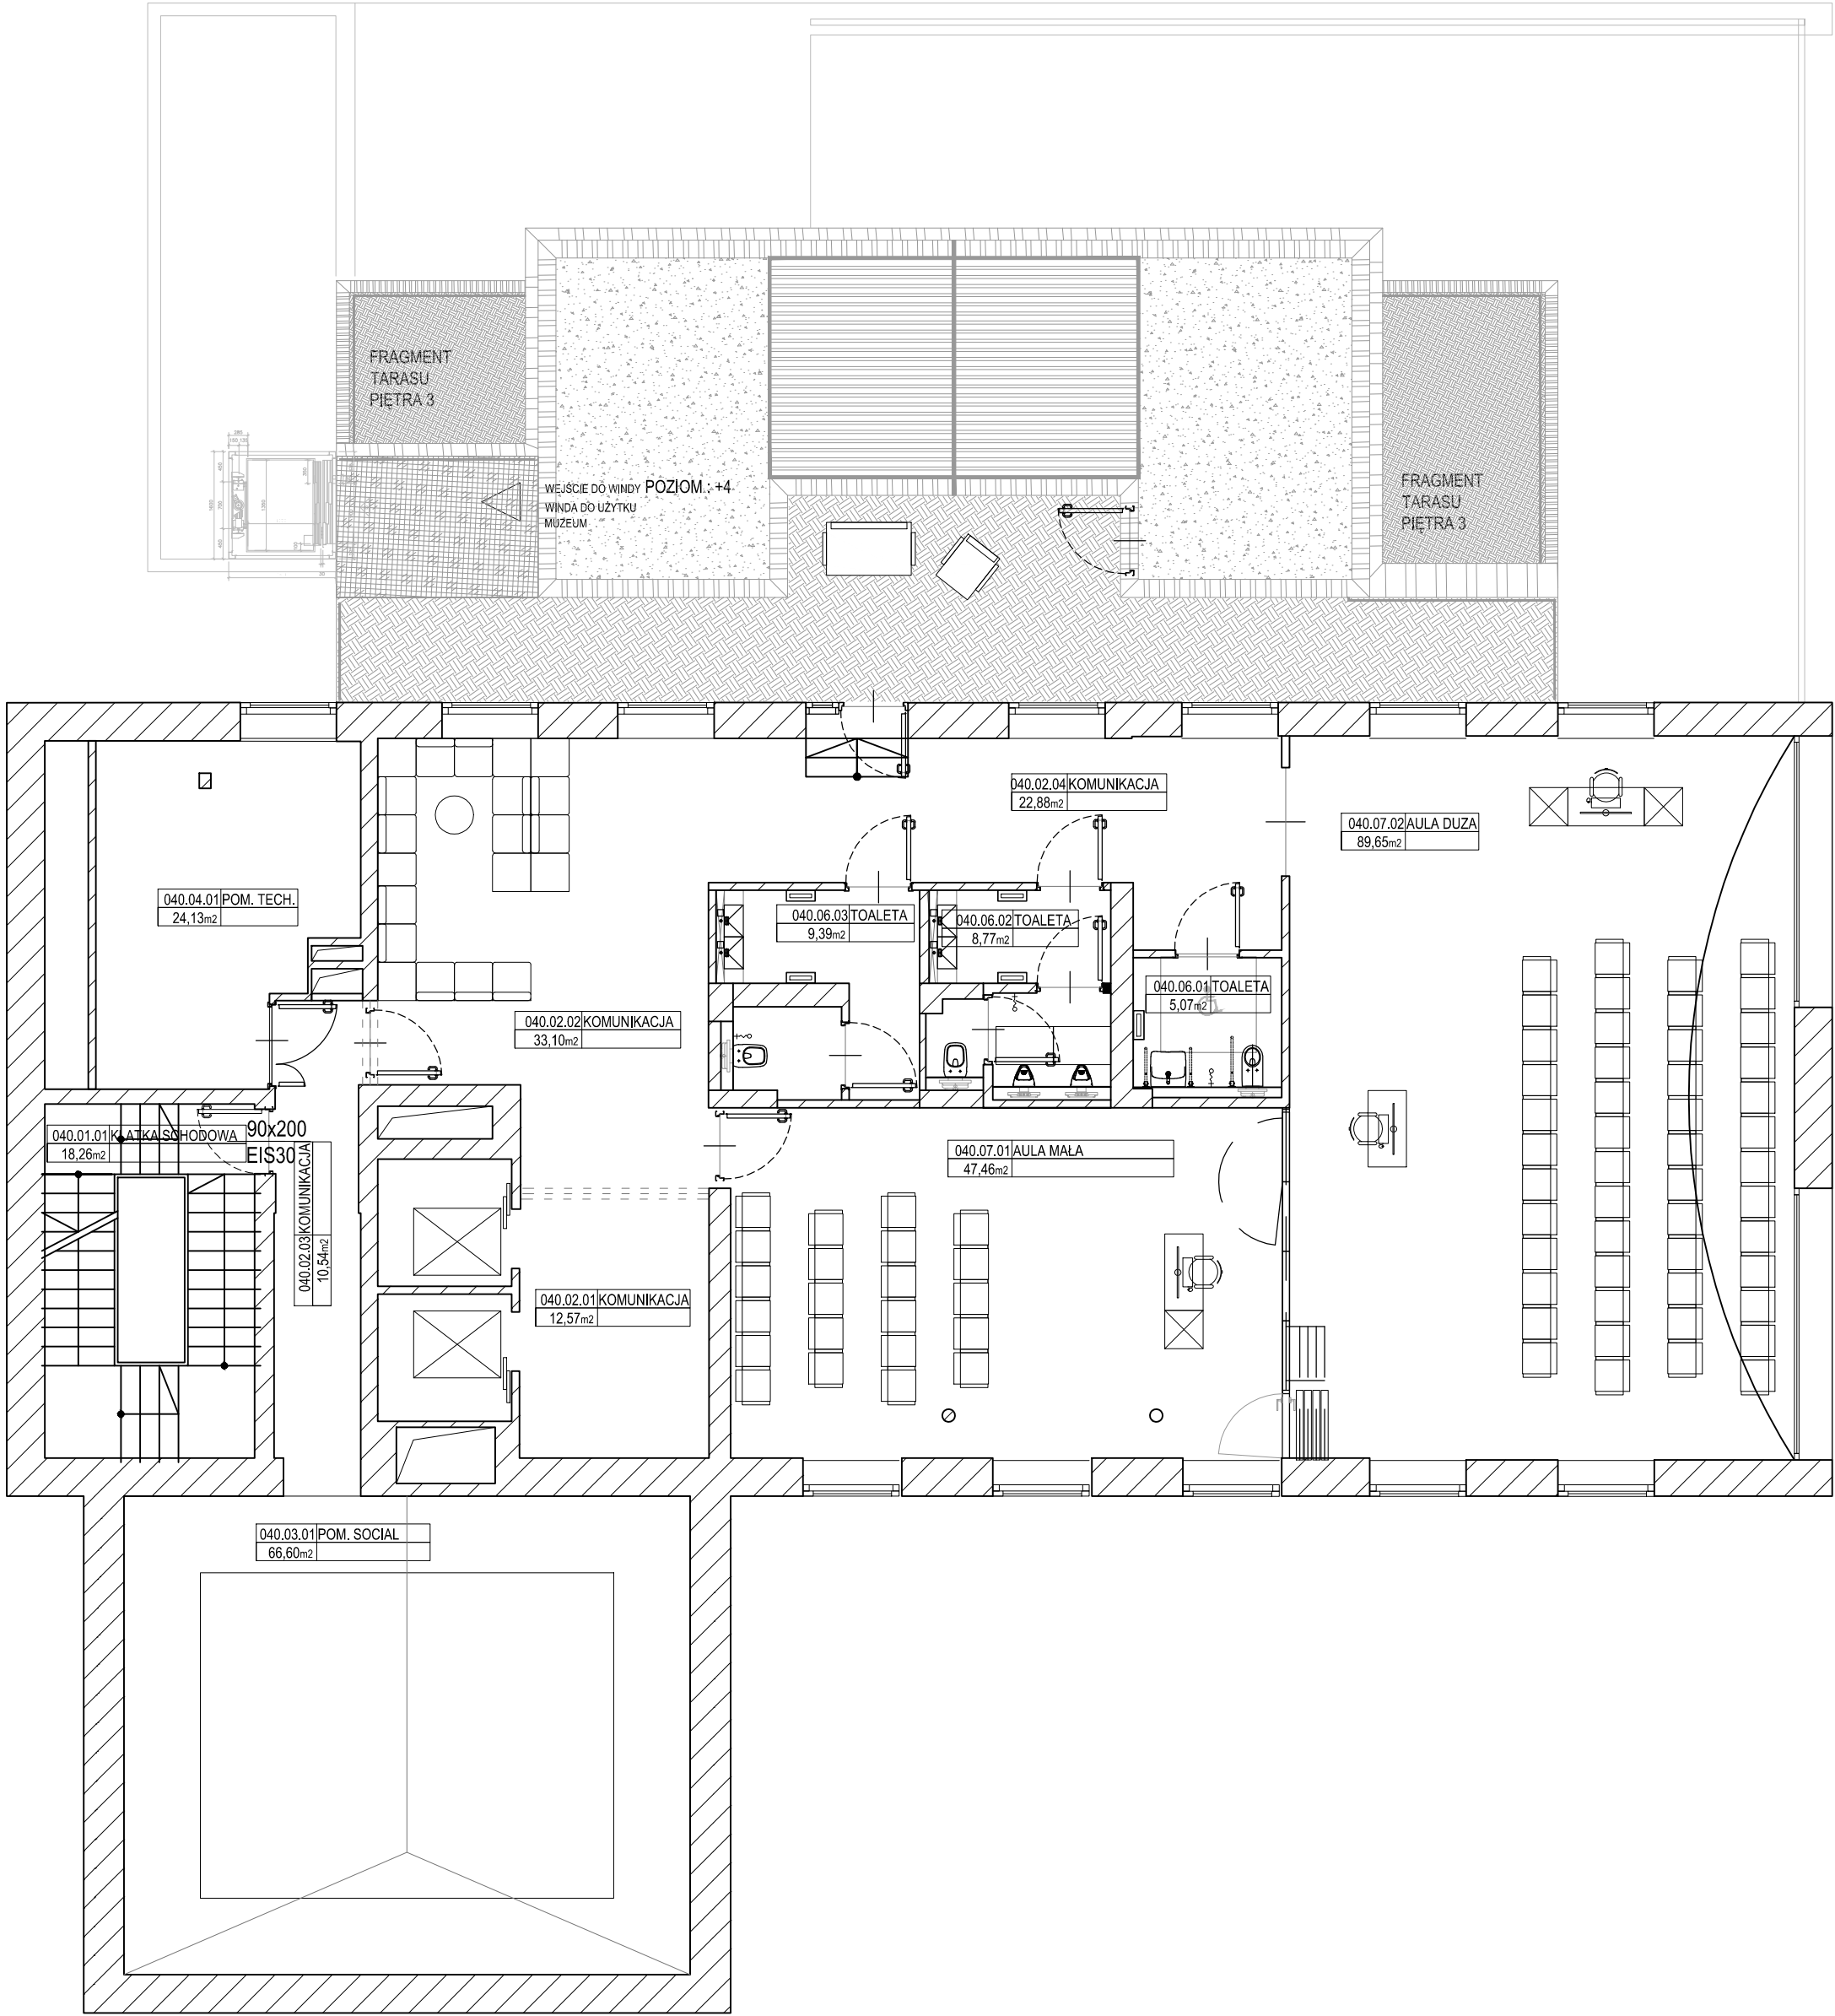 FRAGMENT
TARASU
PIĘTRA 3
WEJŚCIE DO WINDY POZIOM.: +4
WINDA DO UŻYTKU
MUZEUM
FRAGMENT
TARASU
PIĘTRA 3
040.02.04 KOMUNIKACJA
22,88m2
040.07.02 AULA DUZA
89,65m2
040.04.01 POM. TECH.
24,13m2
040.06.03 TOALETA
9,39m2
040.06.02 TOALETA
8,77m2
040.06.01 TOALETA
5,07m2
040.02.02 KOMUNIKACJA
33,10m2
040.01.01 KLATKA SCHODOWA
18,26m2
90x200
EIS30
040.02.03 KOMUNIKACJA
10,54m2
040.07.01 AULA MAŁA
47,46m2
040.02.01 KOMUNIKACJA
12,57m2
040.03.01 POM. SOCIAL
66,60m2